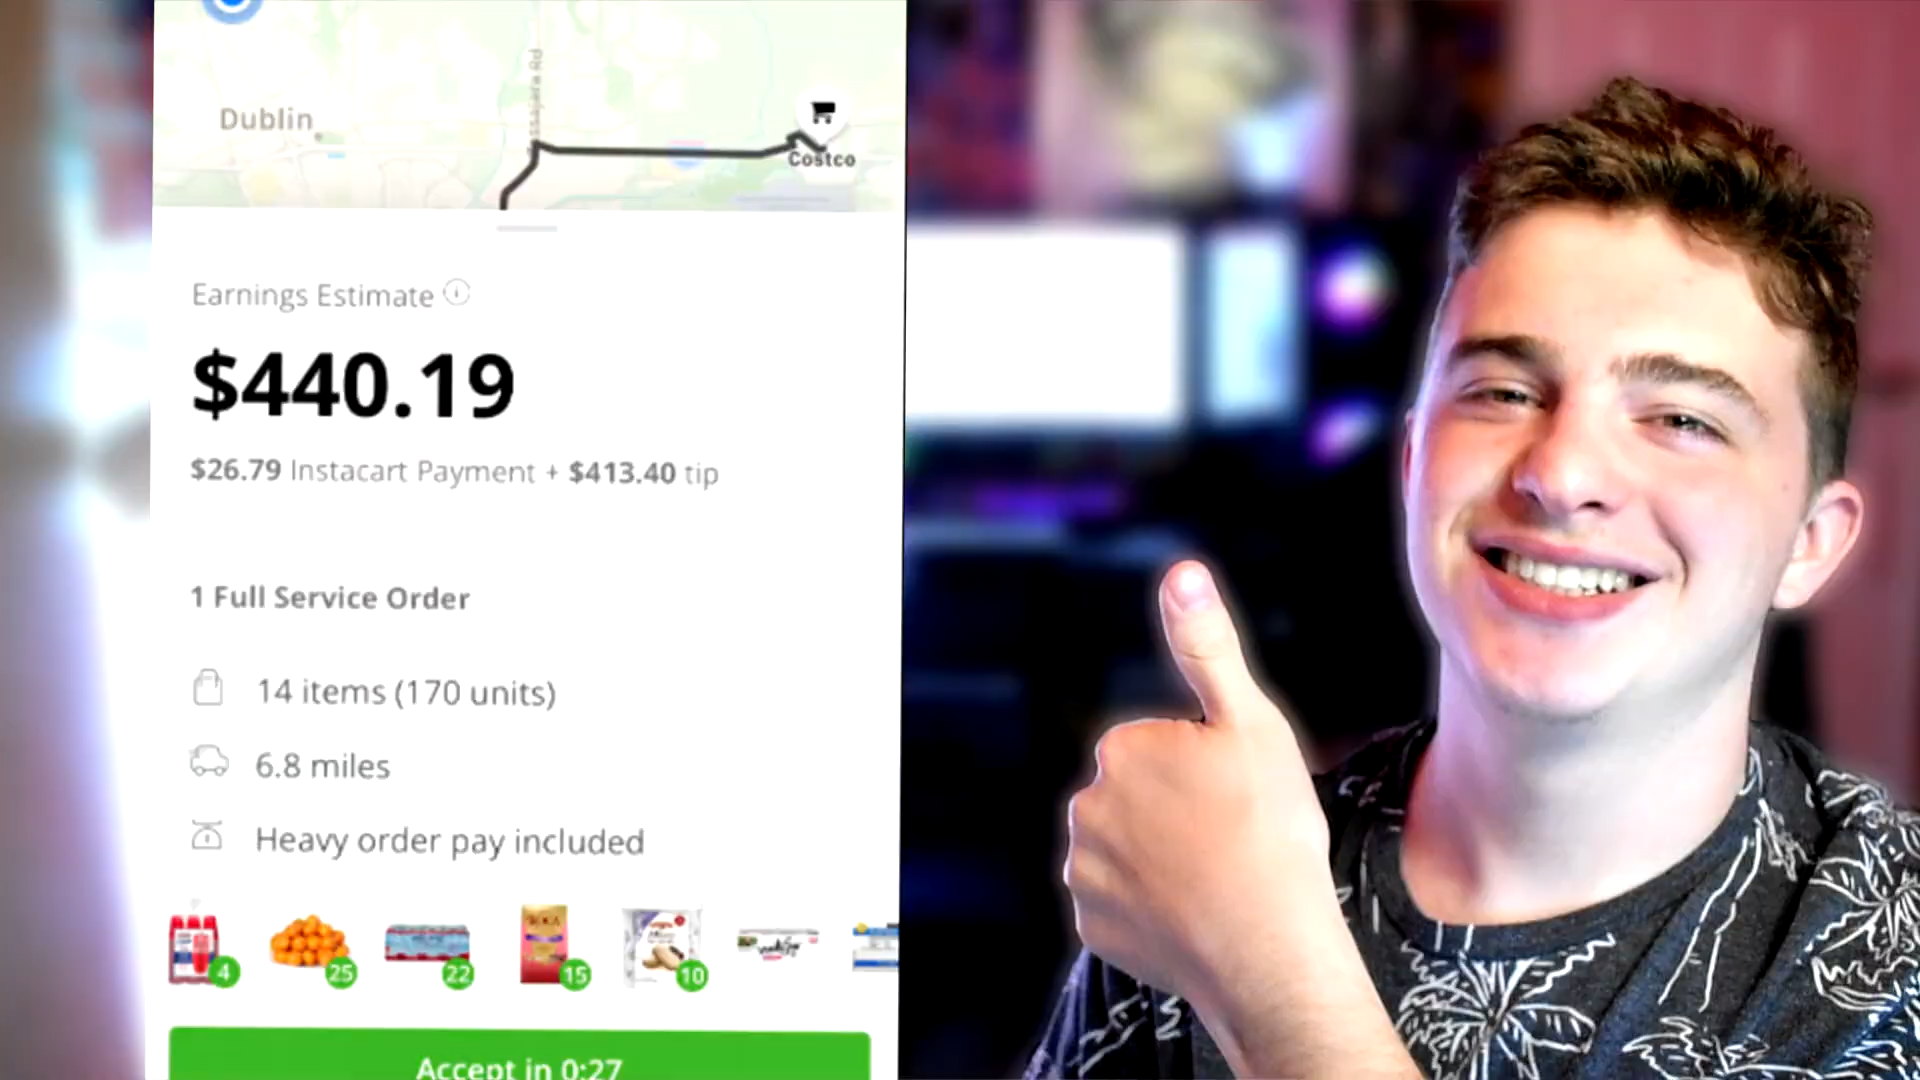 Dublin
Costco
Earnings Estimate
$440.19
$26.79 Instacart Payment + $413.40 tip
1 Full Service Order
14 items (170 units)
6.8 miles
Heavy order pay included
4
25
22
15
10
Accept in 0:27